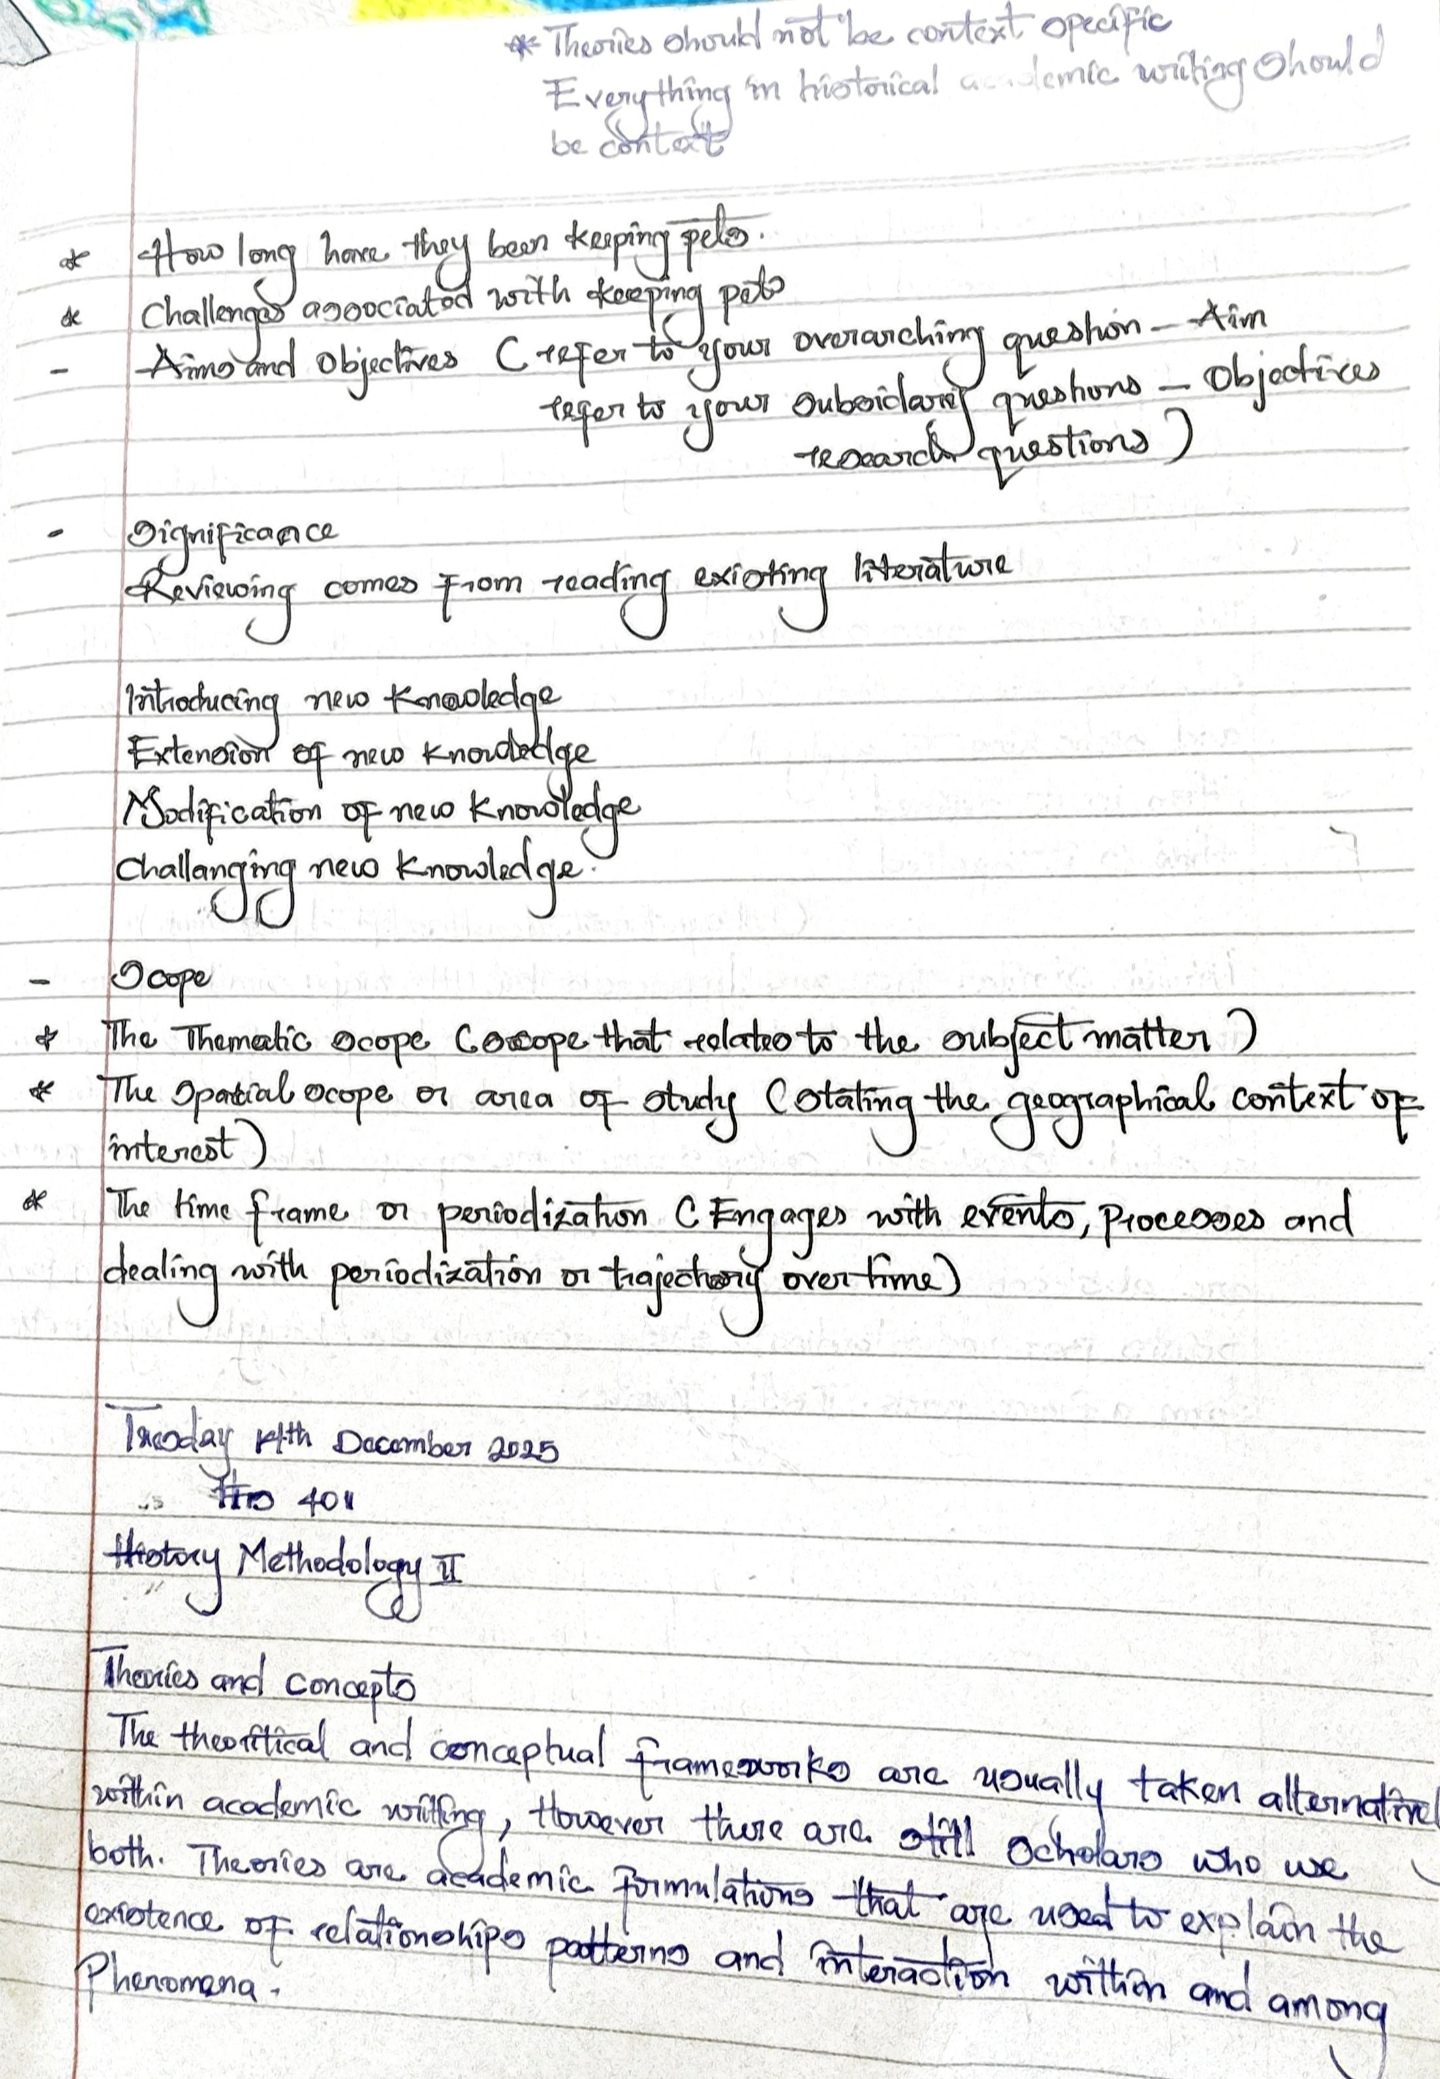 * Theories should not be context specific
Everything in historical academic writing should
be context
* How long have they been keeping pets.
* Challenges associated with keeping pets
- Aims and Objectives (refer to your overarching question - Aim
refer to your subsidiary questions - Objectives
research questions)
- Significance
Reviewing comes from reading existing literature
Introducing new knowledge
Extension of new knowledge
Modification of new knowledge
Challanging new knowledge.
- Scope
* The Thematic scope (scope that relates to the subject matter)
* The spatial scope or area of study (stating the geographical context of
interest)
* The time frame or periodization (Engages with events, processes and
dealing with periodization or trajectory over time)
Tuesday December 2025
His 401
History Methodology II
Theories and concepts
The theoritical and conceptual frameworks are usually taken alternatively
within academic writing, However there are still scholars who use
both. Theories are academic formulations that are used to explain the
existence of relationships patterns and interaction within and among
Phenomena.